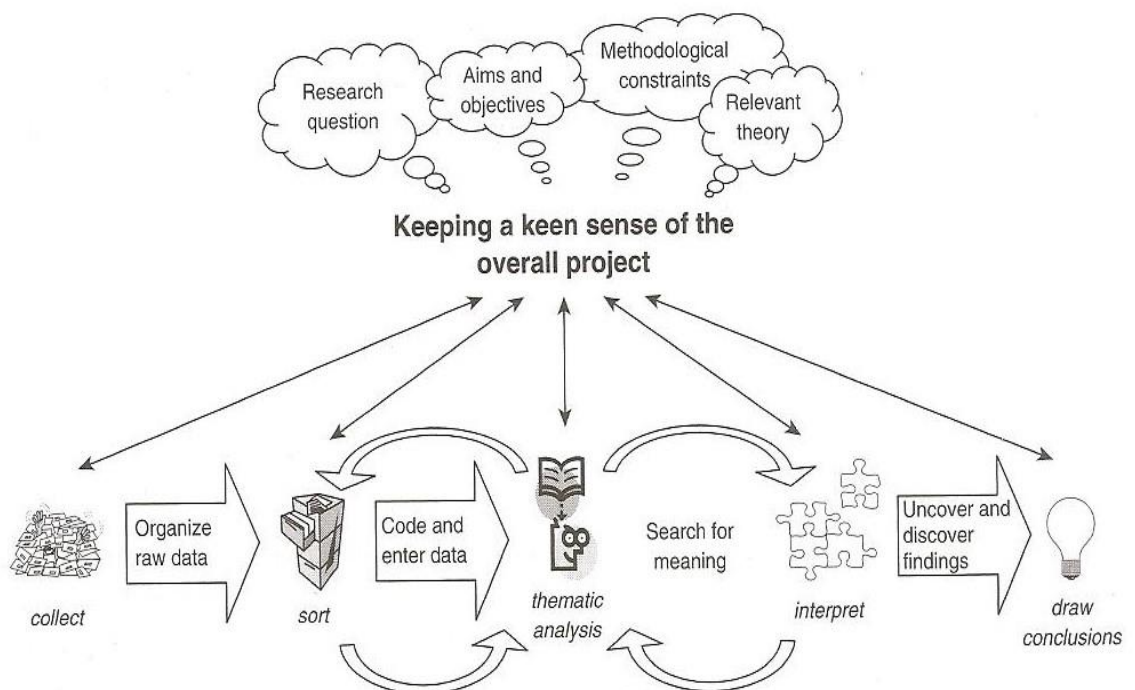 Research
question
Aims and
objectives
Methodological
constraints
Relevant
theory
Keeping a keen sense of the
overall project
Organize
raw data
Code and
enter data
Search for
meaning
Uncover and
discover
findings
collect
sort
thematic
analysis
interpret
draw
conclusions